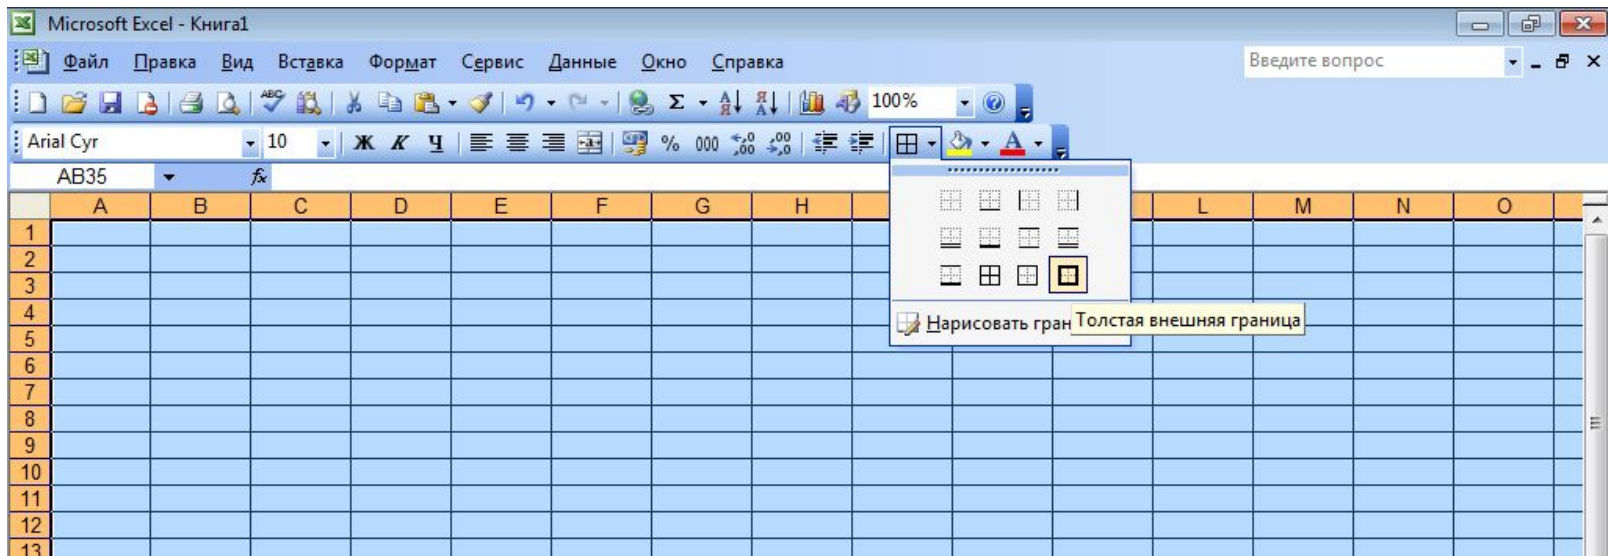 Microsoft Excel - Книга1
Файл Правка Вид Вставка Формат Сервис Данные Окно Справка Введите вопрос
100%
Arial Cyr 10 Ж К Ч % 000 А
AB35 fx
A B C D E F G H L M N O
1
2
3
4
Нарисовать гран Толстая внешняя граница
5
6
7
8
9
10
11
12
13